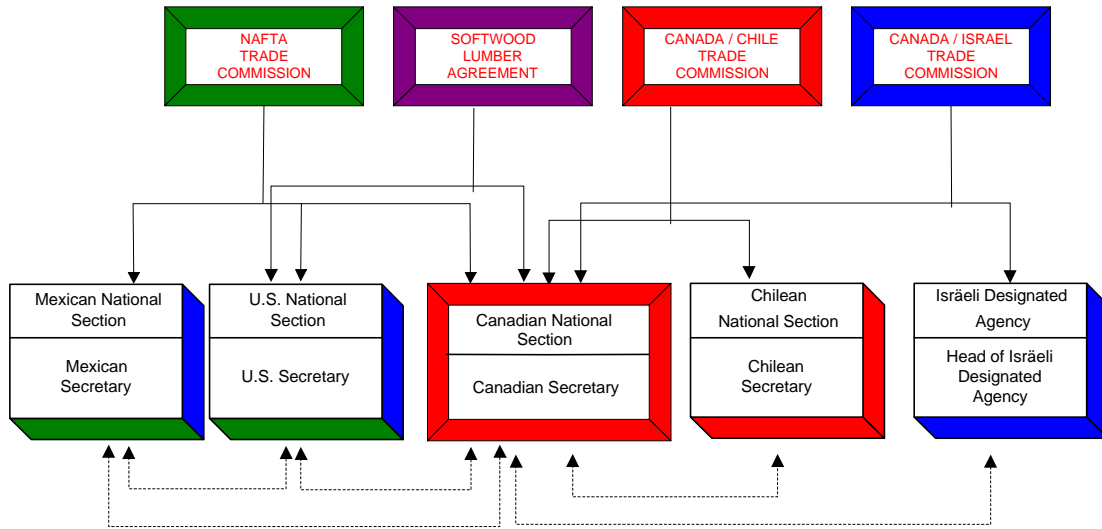 NAFTA
TRADE
COMMISSION
SOFTWOOD
LUMBER
AGREEMENT
CANADA / CHILE
TRADE
COMMISSION
CANADA / ISRAEL
TRADE
COMMISSION
Mexican National
Section
Mexican
Secretary
U.S. National
Section
U.S. Secretary
Canadian National
Section
Canadian Secretary
Chilean
National Section
Chilean
Secretary
Isräeli Designated
Agency
Head of Isräeli
Designated
Agency